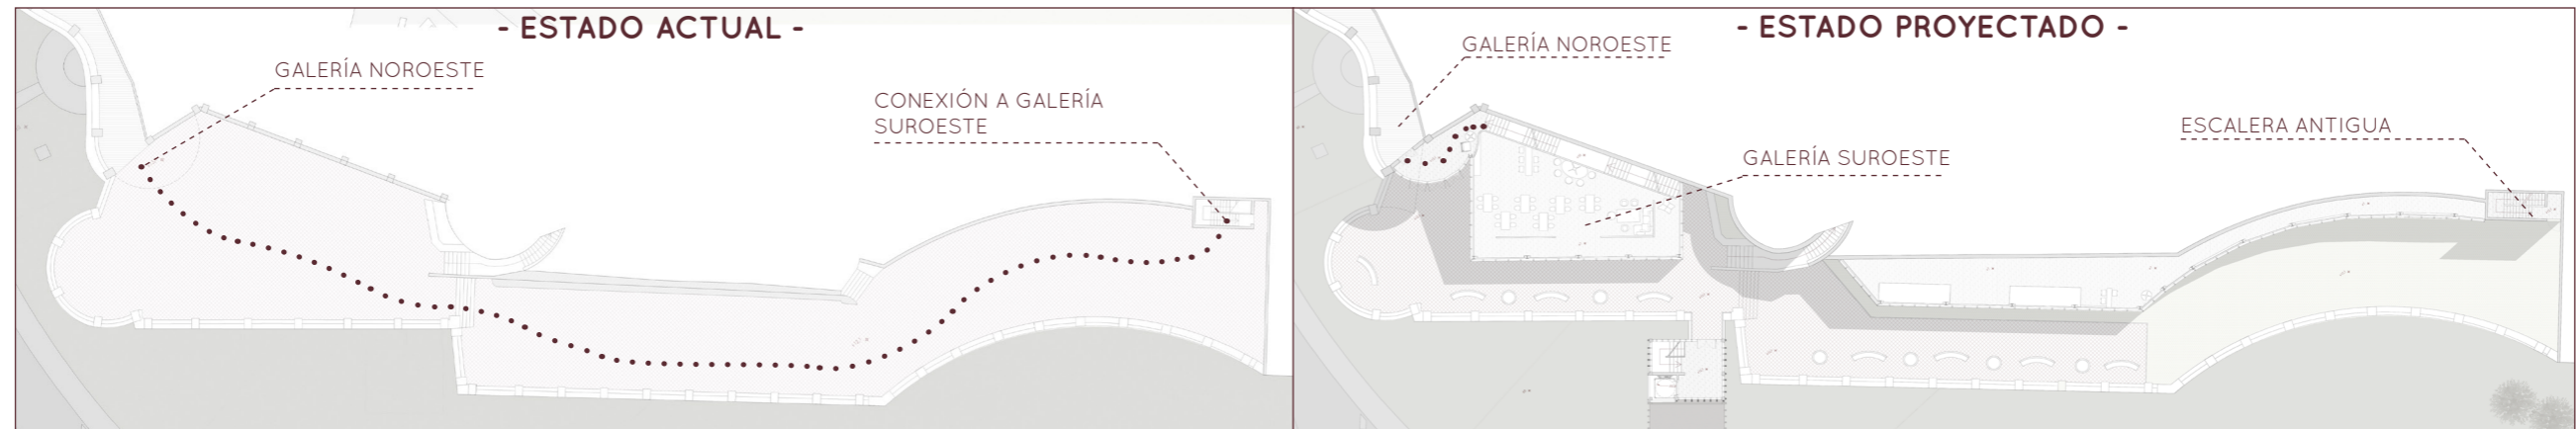 - ESTADO ACTUAL -
GALERÍA NOROESTE
CONEXIÓN A GALERÍA
SUROESTE
- ESTADO PROYECTADO -
GALERÍA NOROESTE
GALERÍA SUROESTE
ESCALERA ANTIGUA